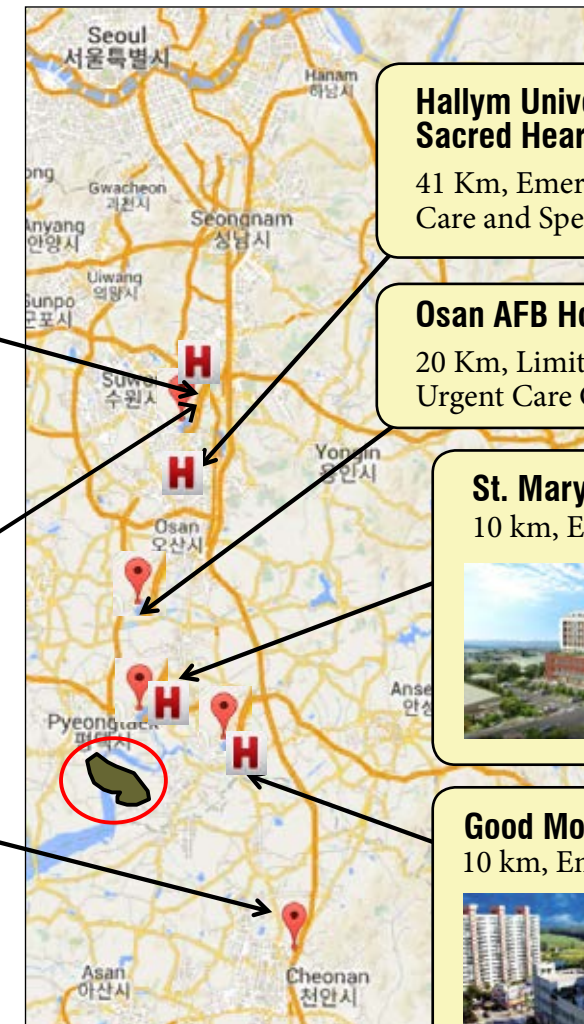 Seoul
서울특별시
Hanam
하남시
Hallym Unive
Sacred Hear
41 Km, Emer
Care and Spe
ong
Gwacheon
과천시
Anyang
안양시
Seongnam
성남시
Uiwang
의왕시
Gunpo
군포시
Osan AFB Ho
20 Km, Limit
Urgent Care C
H
Suwon
수원시
Yongin
용인시
H
St. Mary
10 km, E
Osan
오산시
Anse
안성
H
Pyeongtaek
평택시
H
Good Mo
10 km, En
Asan
아산시
Cheonan
천안시